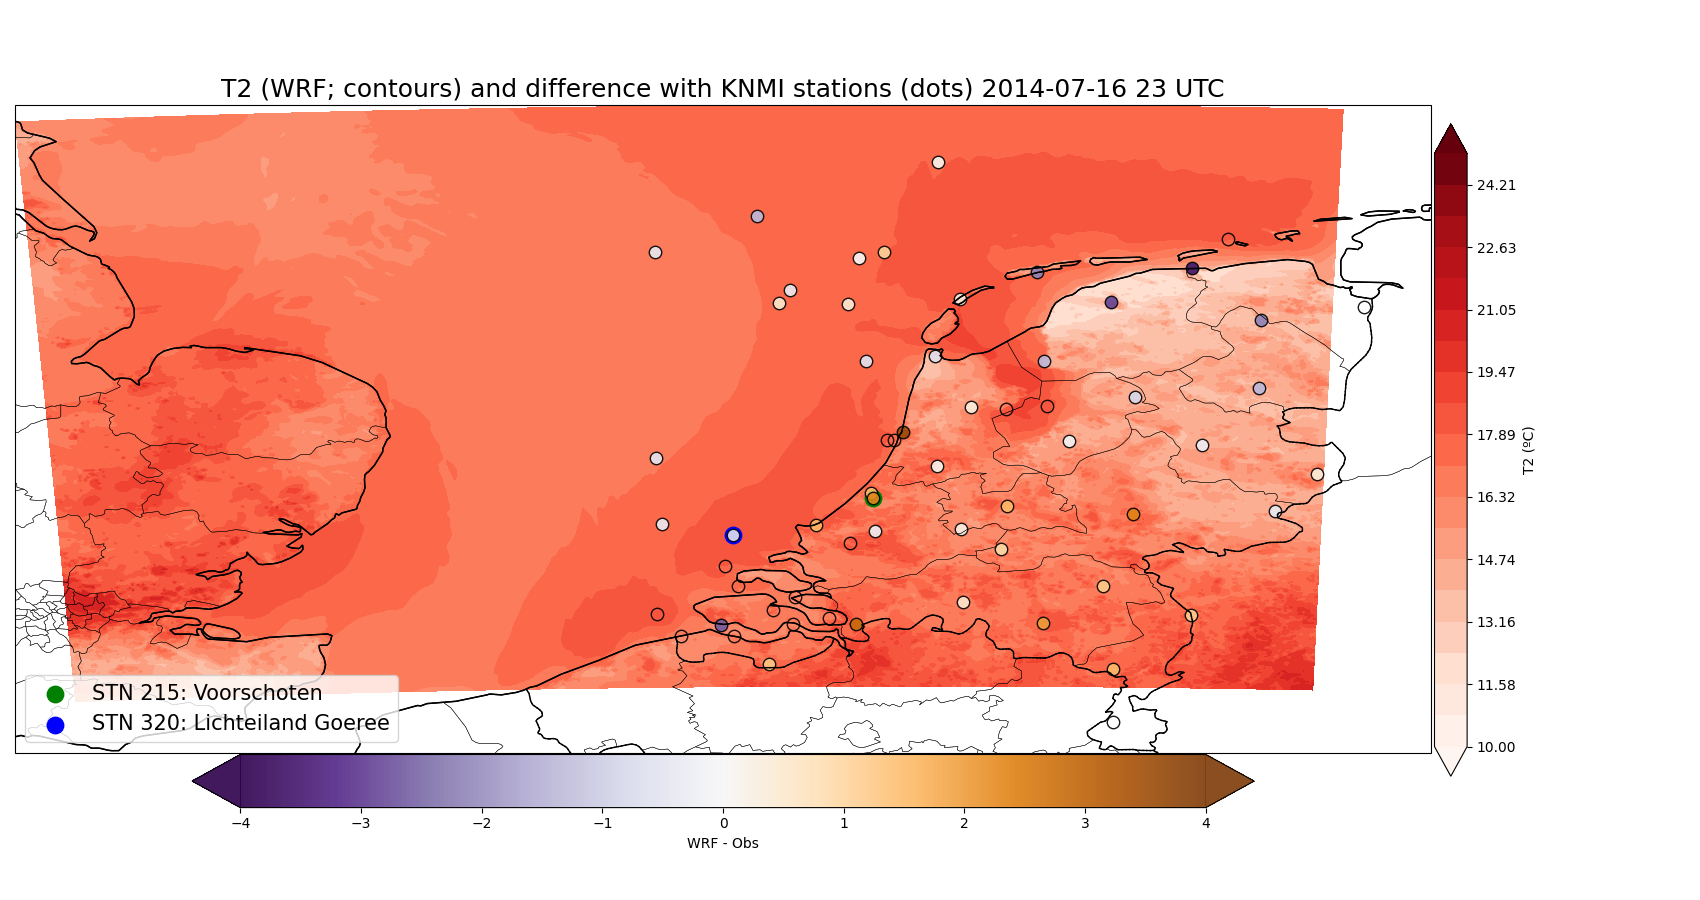 T2 (WRF; contours) and difference with KNMI stations (dots) 2014-07-16 23 UTC
24.21
22.63
21.05
19.47
17.89
16.32
14.74
13.16
11.58
10.00
T2 (ºC)
STN 215: Voorschoten
STN 320: Lichteiland Goeree
−4 −3 −2 −1 0 1 2 3 4
WRF - Obs